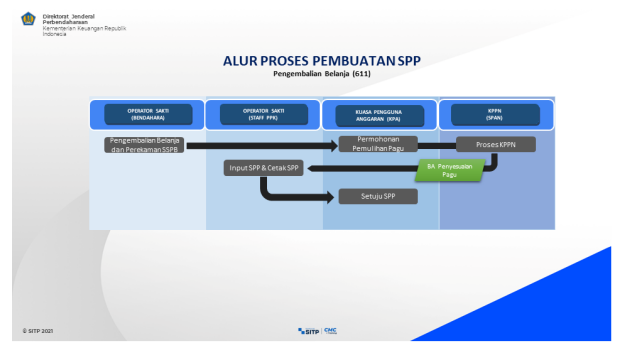 Direktorat Jenderal
Perbendaharaan
Kementerian Keuangan Republik
Indonesia
ALUR PROSES PEMBUATAN SPP
Pengembalian Belanja (611)
OPERATOR SAKTI
(BENDAHARA)
OPERATOR SAKTI
(STAFF PPK)
KUASA PENGGUNA
ANGGARAN (KPA)
KPPN
(SPAN)
Pengembalian Belanja
dan Perekaman SSPB
Permohonan
Pemulihan Pagu
Proses KPPN
Input SPP & Cetak SPP
BA Penyesuaian
Pagu
Setuju SPP
© SITP 2021
SITP
CMC